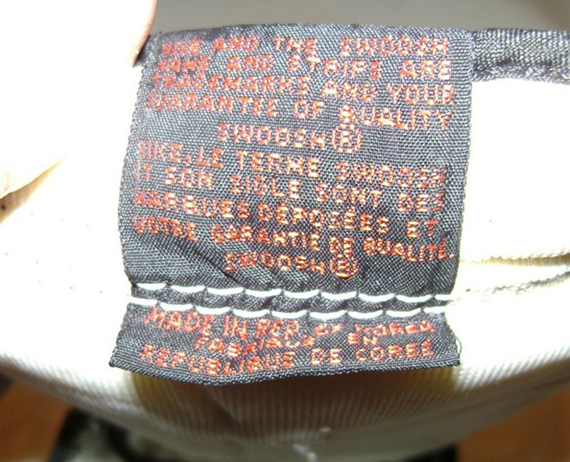 NIKE AND THE SWOOSH
NAME AND STRIPE ARE
TRADEMARKS AND YOUR
GUARANTEE OF QUALITY
SWOOSH®
NIKE, LE TERME SWOOSH
ET SON SIGLE SONT DES
MARQUES DEPOSEES ET
VOTRE GARANTIE DE QUALITE.
SWOOSH®
MADE IN REP. OF KOREA
FABRIQUE EN
REPUBLIQUE DE COREE